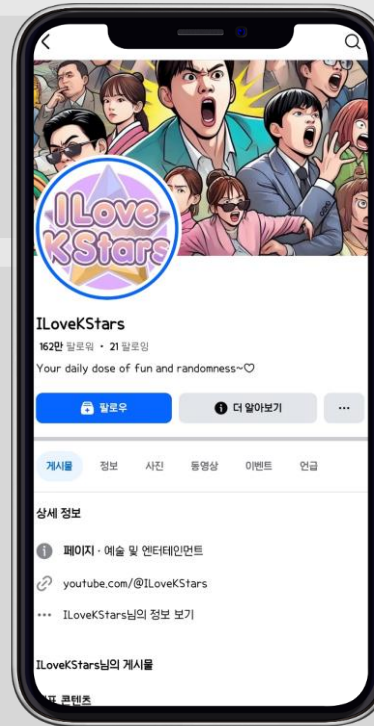 ILove
KStars
ILoveKStars
162만 팔로워 • 21 팔로잉
Your daily dose of fun and randomness~♡
팔로우
더 알아보기
게시물 정보 사진 동영상 이벤트 언급
상세 정보
페이지 · 예술 및 엔터테인먼트
youtube.com/@ILoveKStars
ILoveKStars님의 정보 보기
ILoveKStars님의 게시물
콘텐츠